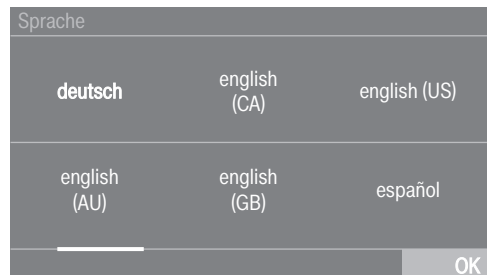 Sprache
deutsch
english
(CA)
english (US)
english
(AU)
english
(GB)
español
OK